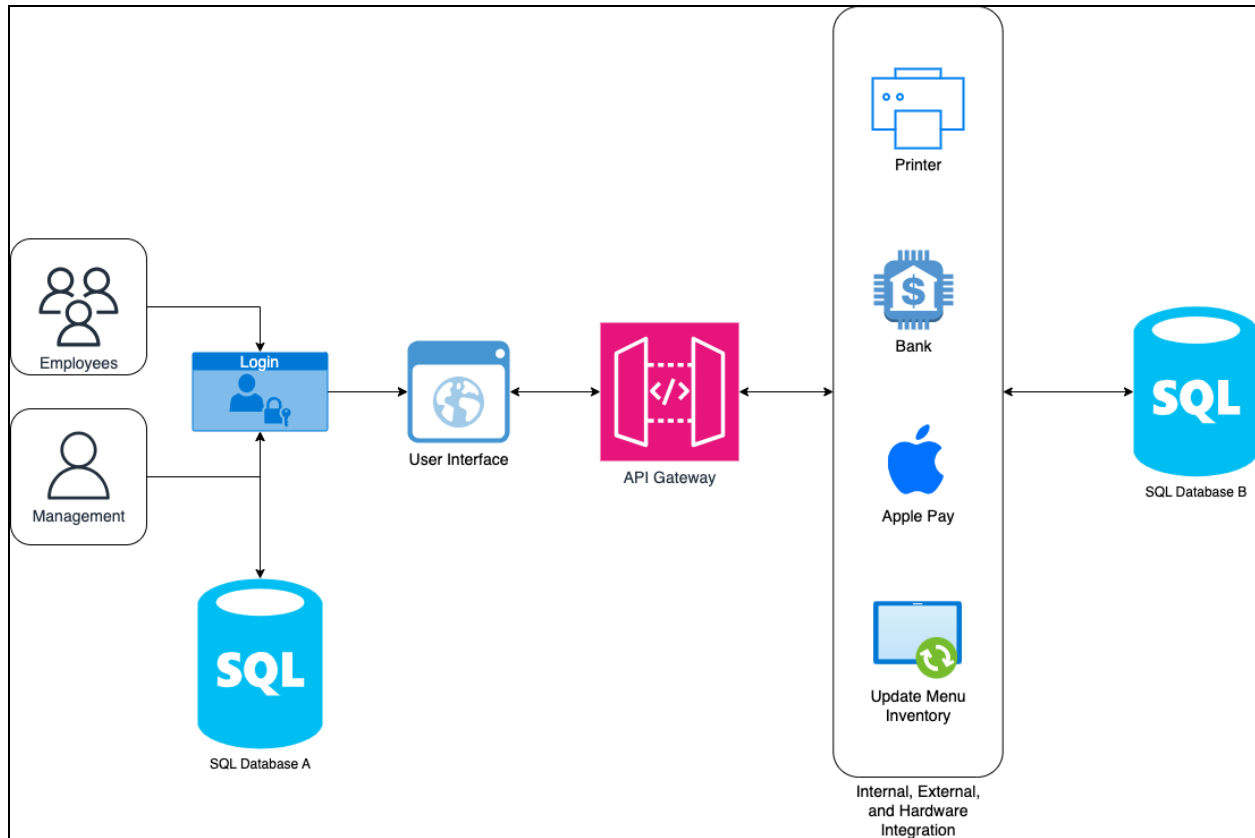 Printer
Bank
Apple Pay
Update Menu
Inventory
Internal, External,
and Hardware
Integration
Employees
Management
Login
User Interface
</>
API Gateway
SQL
SQL Database A
SQL
SQL Database B
$